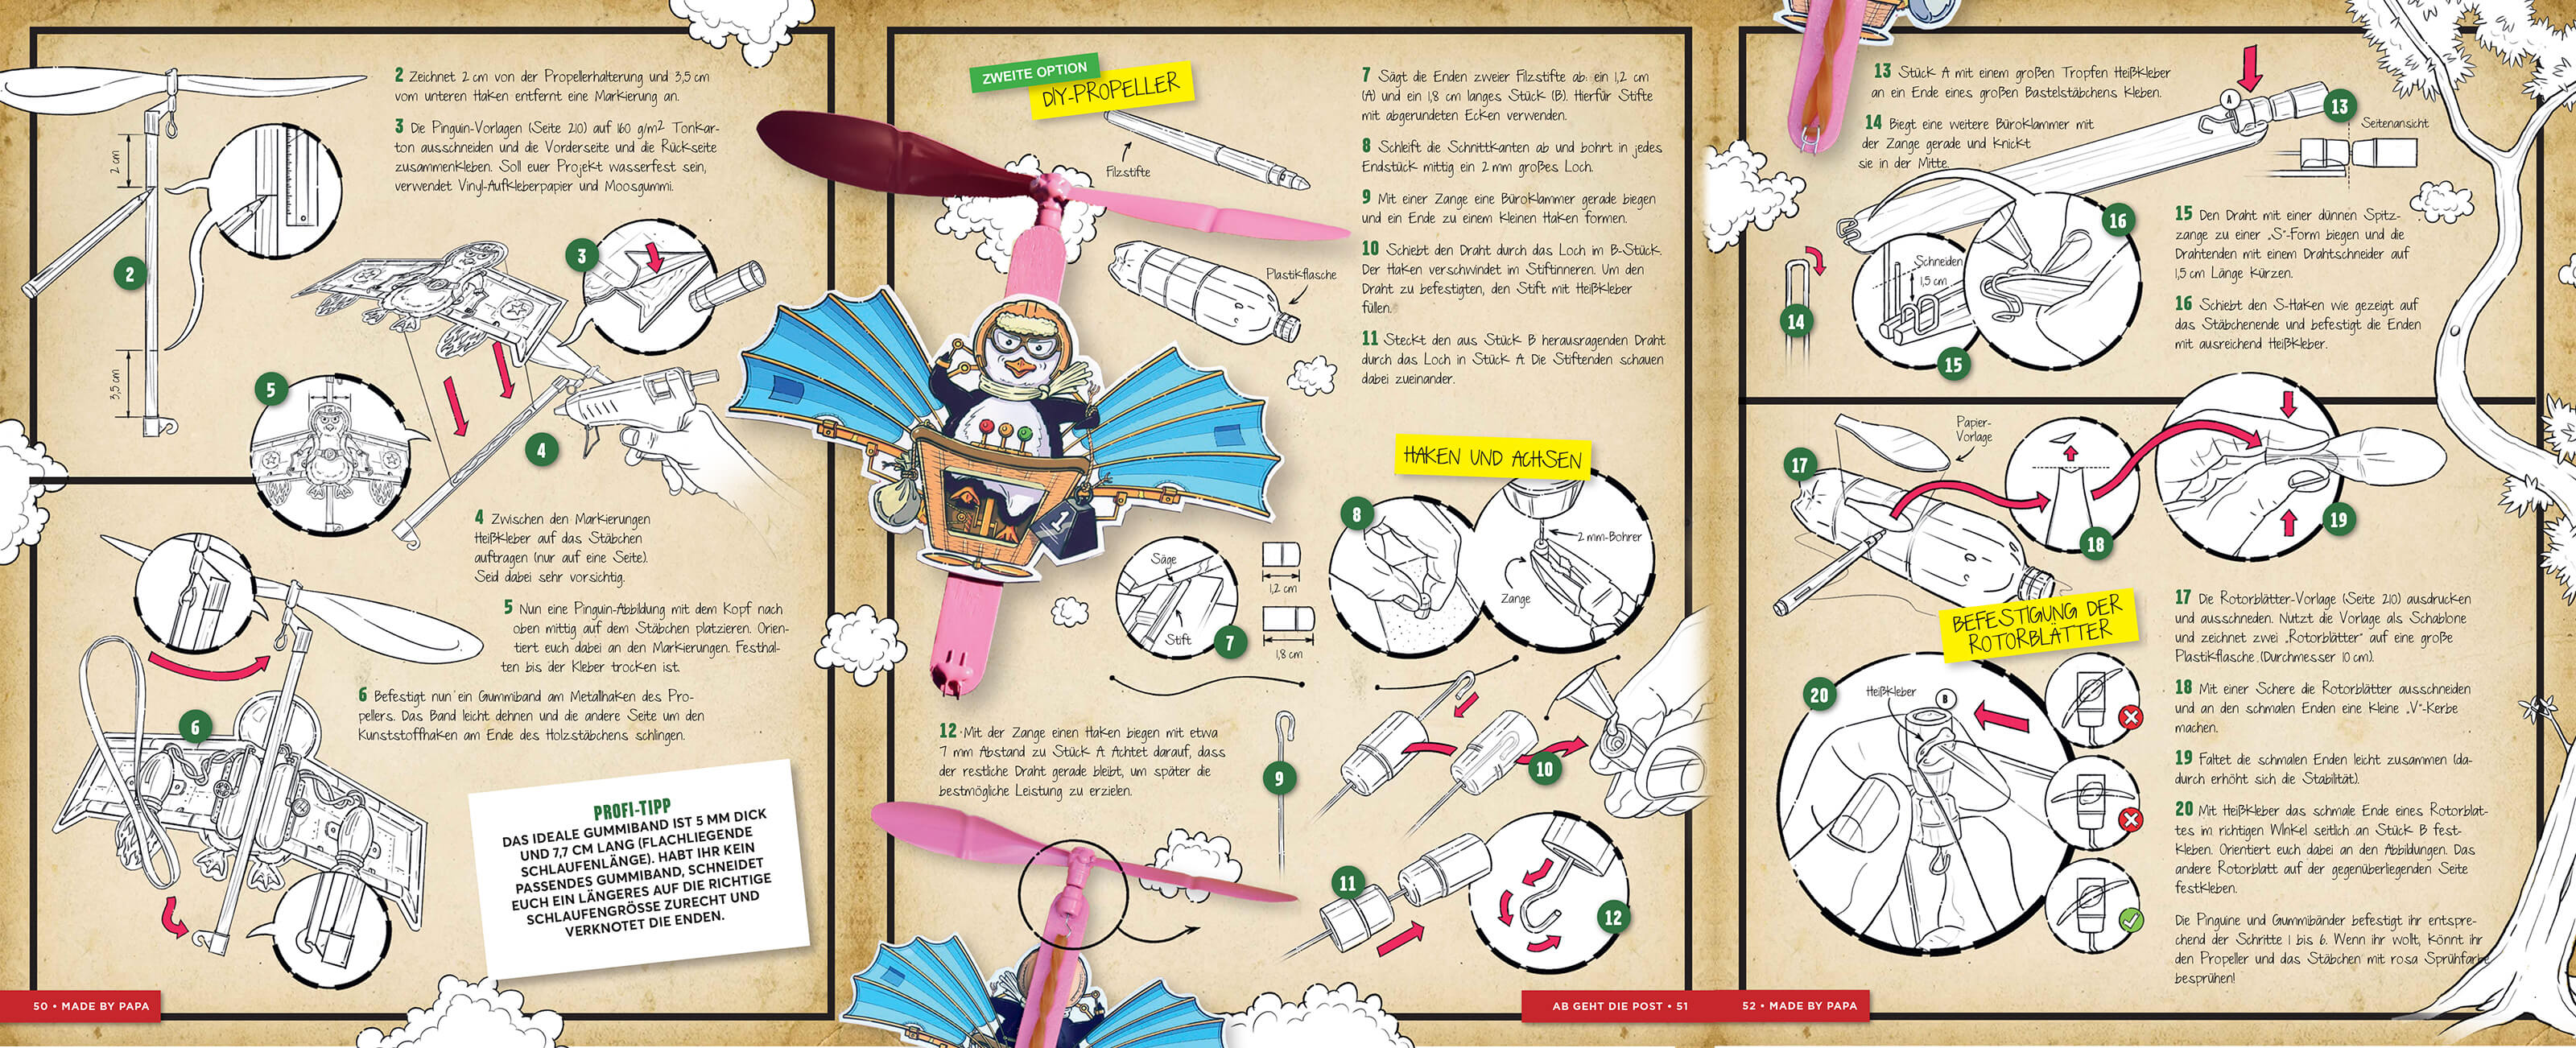 2 Zeichnet 2 cm von der Propellerhalterung und 3,5 cm
vom unteren Haken entfernt eine Markierung an.
3 Die Pinguin-Vorlagen (Seite 210) auf 160 g/m² Tonkar-
ton ausschneiden und die Vorderseite und die Rückseite
zusammenkleben. Soll euer Projekt wasserfest sein,
verwendet Vinyl-Aufkleberpapier und Moosgummi.
2 cm
2
3,5 cm
3
5
4
4 Zwischen den Markierungen
Heißkleber auf das Stäbchen
auftragen (nur auf eine Seite).
Seid dabei sehr vorsichtig.
5 Nun eine Pinguin-Abbildung mit dem Kopf nach
oben mittig auf dem Stäbchen platzieren. Orien-
tiert euch dabei an den Markierungen. Festhal-
ten bis der Kleber trocken ist.
6 Befestigt nun ein Gummiband am Metallhaken des Pro-
pellers. Das Band leicht dehnen und die andere Seite um den
Kunststoffhaken am Ende des Holzstäbchens schlingen.
6
PROFI-TIPP
DAS IDEALE GUMMIBAND IST 5 MM DICK
UND 7,7 CM LANG (FLACHLIEGENDE
SCHLAUFENLÄNGE). HABT IHR KEIN
PASSENDES GUMMIBAND, SCHNEIDET
EUCH EIN LÄNGERES AUF DIE RICHTIGE
SCHLAUFENGRÖSSE ZURECHT UND
VERKNOTET DIE ENDEN.
50 • MADE BY PAPA
ZWEITE OPTION
DIY-PROPELLER
Filzstifte
Plastikflasche
7 Sägt die Enden zweier Filzstifte ab: ein 1,2 cm
(A) und ein 1,8 cm langes Stück (B). Hierfür Stifte
mit abgerundeten Ecken verwenden.
8 Schleift die Schnittkanten ab und bohrt in jedes
Endstück mittig ein 2 mm großes Loch.
9 Mit einer Zange eine Büroklammer gerade biegen
und ein Ende zu einem kleinen Haken formen.
10 Schiebt den Draht durch das Loch im B-Stück.
Der Haken verschwindet im Stiftinneren. Um den
Draht zu befestigten, den Stift mit Heißkleber
füllen.
11 Steckt den aus Stück B herausragenden Draht
durch das Loch in Stück A. Die Stiftenden schauen
dabei zueinander.
1
HAKEN UND ACHSEN
8
2 mm-Bohrer
Zange
Säge
Stift
7
1,2 cm
1,8 cm
12 Mit der Zange einen Haken biegen mit etwa
7 mm Abstand zu Stück A. Achtet darauf, dass
der restliche Draht gerade bleibt, um später die
bestmögliche Leistung zu erzielen.
9
10
11
12
AB GEHT DIE POST • 51
13 Stück A mit einem großen Tropfen Heißkleber
an ein Ende eines großen Bastelstäbchens kleben.
14 Biegt eine weitere Büroklammer mit
der Zange gerade und knickt
sie in der Mitte.
A
13
Seitenansicht
14
Schneiden
1,5 cm
15
16
15 Den Draht mit einer dünnen Spitz-
zange zu einer „S"-Form biegen und die
Drahtenden mit einem Drahtschneider auf
1,5 cm Länge kürzen.
16 Schiebt den S-Haken wie gezeigt auf
das Stäbchenende und befestigt die Enden
mit ausreichend Heißkleber.
Papier-
Vorlage
17
18
19
BEFESTIGUNG DER
ROTORBLÄTTER
20
Heißkleber
B
17 Die Rotorblätter-Vorlage (Seite 210) ausdrucken
und ausschneden. Nutzt die Vorlage als Schablone
und zeichnet zwei „Rotorblätter" auf eine große
Plastikflasche (Durchmesser 10 cm).
18 Mit einer Schere die Rotorblätter ausschneiden
und an den schmalen Enden eine kleine „V"-Kerbe
machen.
19 Faltet die schmalen Enden leicht zusammen (da-
durch erhöht sich die Stabilität).
20 Mit Heißkleber das schmale Ende eines Rotorblat-
tes im richtigen Winkel seitlich an Stück B fest-
kleben. Orientiert euch dabei an den Abbildungen. Das
andere Rotorblatt auf der gegenüberliegenden Seite
festkleben.
Die Pinguine und Gummibänder befestigt ihr entspre-
chend der Schritte 1 bis 6. Wenn ihr wollt, könnt ihr
den Propeller und das Stäbchen mit rosa Sprühfarbe
besprühen!
52 • MADE BY PAPA